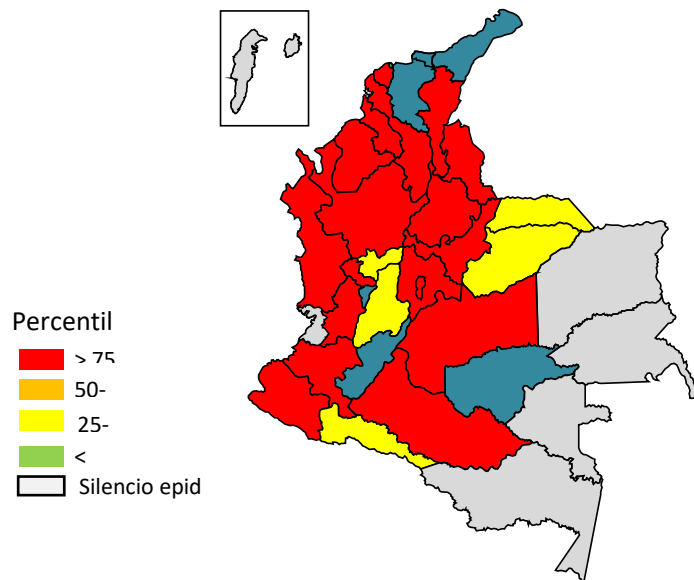 Percentil
> 75
50-
25-
<
Silencio epid